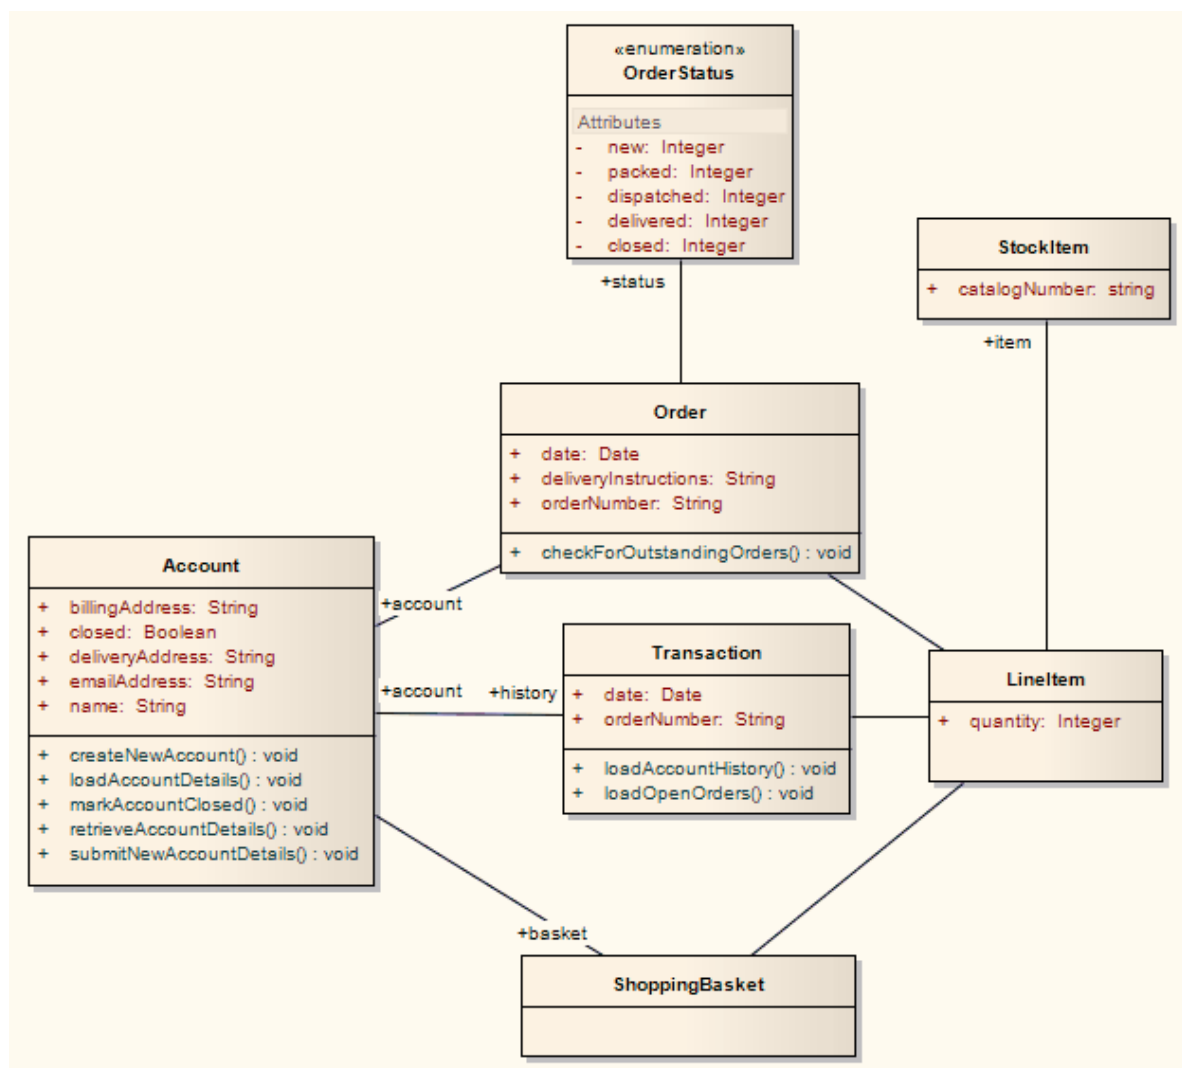 «enumeration»
OrderStatus
Attributes
- new: Integer
- packed: Integer
- dispatched: Integer
- delivered: Integer
- closed: Integer
+status
StockItem
+ catalogNumber: string
+item
Order
+ date: Date
+ deliveryInstructions: String
+ orderNumber: String
+ checkForOutstandingOrders() : void
Account
+ billingAddress: String
+ closed: Boolean
+ deliveryAddress: String
+ emailAddress: String
+ name: String
+ createNewAccount() : void
+ loadAccountDetails() : void
+ markAccountClosed() : void
+ retrieveAccountDetails() : void
+ submitNewAccountDetails() : void
+account
+account
+history
Transaction
+ date: Date
+ orderNumber: String
+ loadAccountHistory() : void
+ loadOpenOrders() : void
LineItem
+ quantity: Integer
+basket
ShoppingBasket